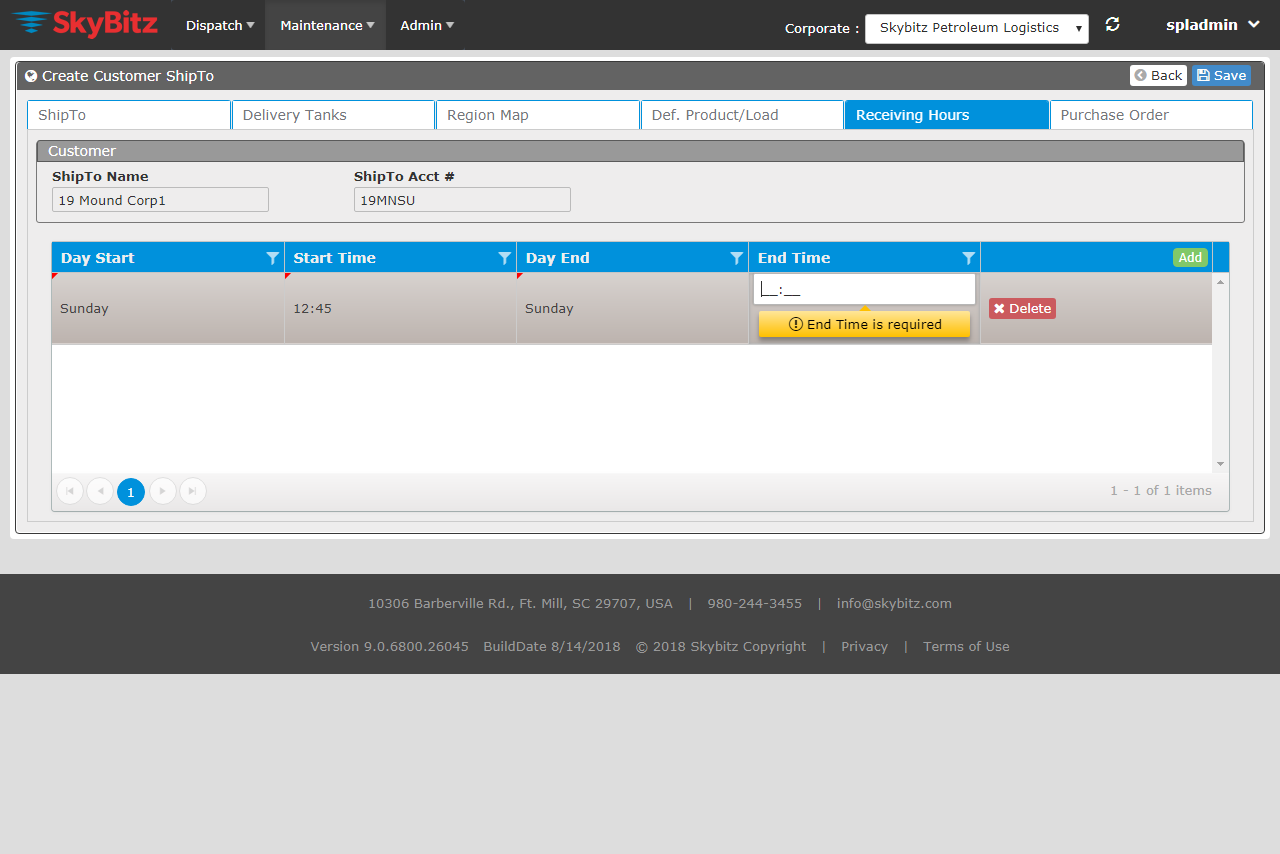 SkyBitz Dispatch Maintenance Admin Corporate : Skybitz Petroleum Logistics spladmin
Create Customer ShipTo Back Save
ShipTo Delivery Tanks Region Map Def. Product/Load Receiving Hours Purchase Order
Customer
ShipTo Name ShipTo Acct #
19 Mound Corp1 19MNSU
Day Start Start Time Day End End Time Add
__:__
Sunday 12:45 Sunday Delete
End Time is required
1 1 - 1 of 1 items
10306 Barberville Rd., Ft. Mill, SC 29707, USA | 980-244-3455 | info@skybitz.com
Version 9.0.6800.26045 BuildDate 8/14/2018 © 2018 Skybitz Copyright | Privacy | Terms of Use